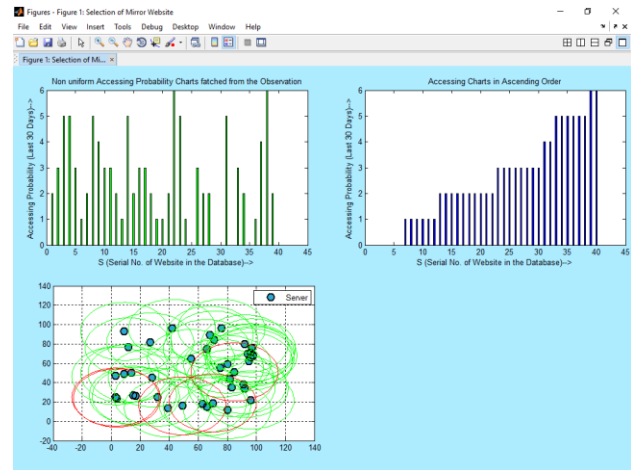 Figures - Figure 1: Selection of Mirror Website
File Edit View Insert Tools Debug Desktop Window Help
Figure 1: Selection of Mi... ×
Non uniform Accessing Probability Charts fatched from the Observation
Accessing Probability (Last 30 Days)-->
6
5
4
3
2
1
0
0 5 10 15 20 25 30 35 40 45
S (Serial No. of Website in the Database)-->
Accessing Charts in Ascending Order
Accessing Probability (Last 30 Days)-->
6
5
4
3
2
1
0
0 5 10 15 20 25 30 35 40 45
S (Serial No. of Website in the Database)-->
140
120
100
80
60
40
20
0
-20
-40 -20 0 20 40 60 80 100 120 140
Server